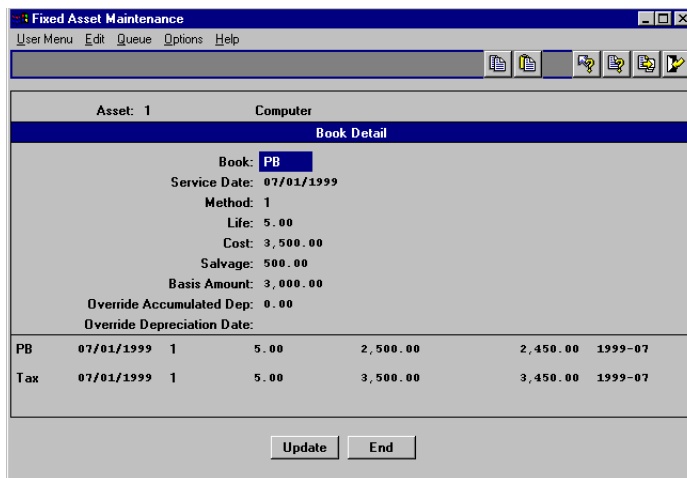 Fixed Asset Maintenance
User Menu Edit Queue Options Help
Asset: 1 Computer
Book Detail
Book: PB
Service Date: 07/01/1999
Method: 1
Life: 5.00
Cost: 3,500.00
Salvage: 500.00
Basis Amount: 3,000.00
Override Accumulated Dep: 0.00
Override Depreciation Date:
PB 07/01/1999 1 5.00 2,500.00 2,450.00 1999-07
Tax 07/01/1999 1 5.00 3,500.00 3,450.00 1999-07
Update End